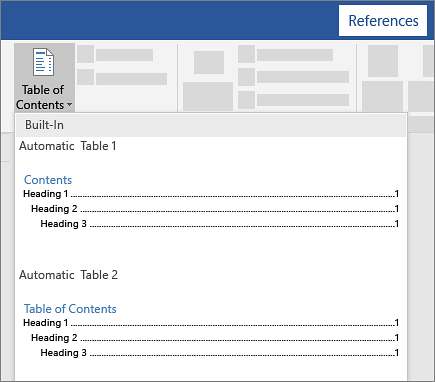 References
Table of
Contents
Built-In
Automatic Table 1
Contents
Heading 1 ........................................................................ 1
Heading 2 ........................................................................ 1
Heading 3 ........................................................................ 1
Automatic Table 2
Table of Contents
Heading 1 ........................................................................ 1
Heading 2 ........................................................................ 1
Heading 3 ........................................................................ 1